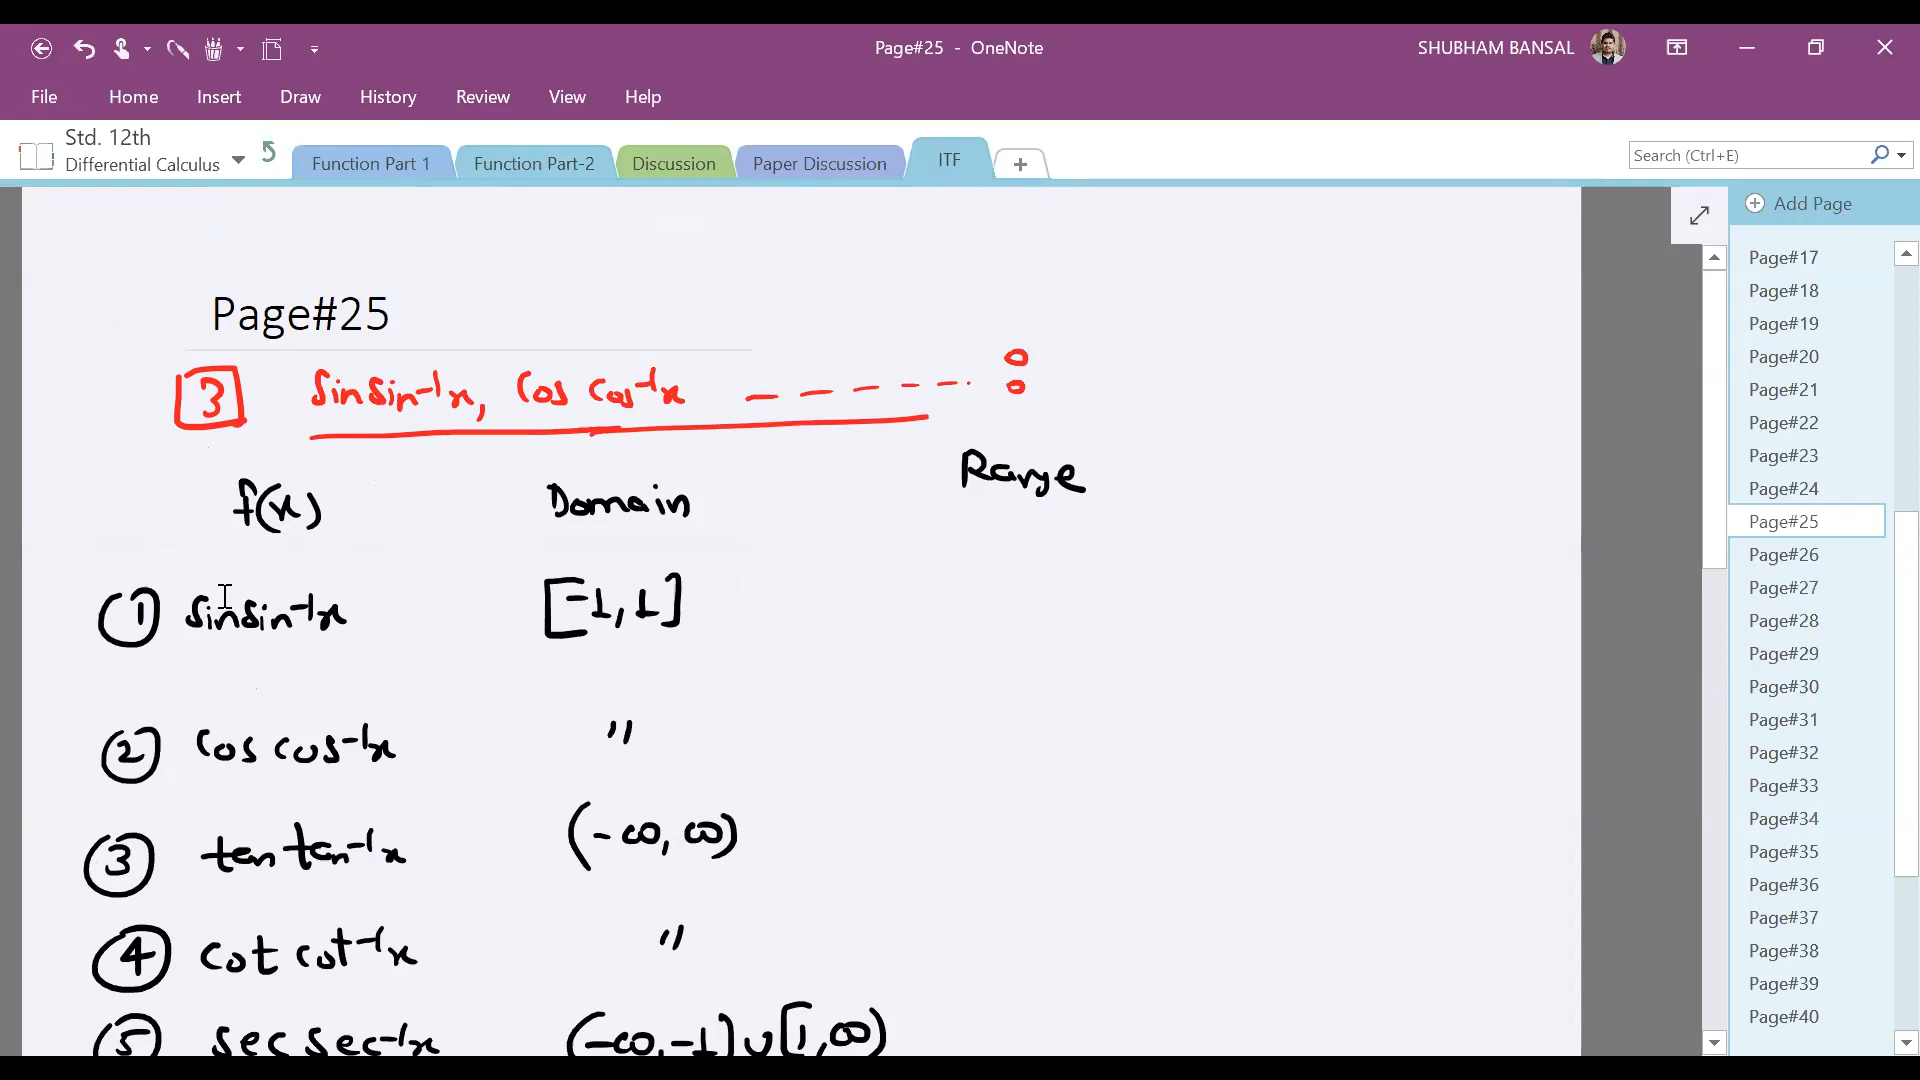 Page#25 - OneNote
SHUBHAM BANSAL
File Home Insert Draw History Review View Help
Std. 12th
Differential Calculus
Function Part 1
Function Part-2
Discussion
Paper Discussion
ITF
+
Search (Ctrl+E)
Add Page
Page#25
3 sin sin⁻¹x, cos cos⁻¹x ------- :
f(x) Domain Range
① sin sin⁻¹x [-1, 1]
② cos cos⁻¹x "
③ tan tan⁻¹x (-∞, ∞)
④ cot cot⁻¹x "
⑤ sec sec⁻¹x (-∞, -1] ∪ [1, ∞)
Page#17
Page#18
Page#19
Page#20
Page#21
Page#22
Page#23
Page#24
Page#25
Page#26
Page#27
Page#28
Page#29
Page#30
Page#31
Page#32
Page#33
Page#34
Page#35
Page#36
Page#37
Page#38
Page#39
Page#40